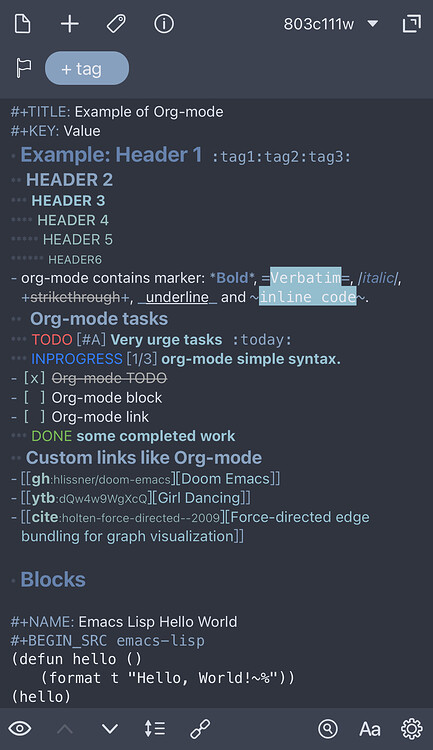 803c111w
+ tag
#+TITLE: Example of Org-mode
#+KEY: Value
Example: Header 1 :tag1:tag2:tag3:
HEADER 2
HEADER 3
HEADER 4
HEADER 5
HEADER6
- org-mode contains marker: *Bold*, =Verbatim=, /italic/,
+strikethrough+, _underline_ and ~inline code~.
Org-mode tasks
TODO [#A] Very urge tasks :today:
INPROGRESS [1/3] org-mode simple syntax.
- [x] Org-mode TODO
- [ ] Org-mode block
- [ ] Org-mode link
DONE some completed work
Custom links like Org-mode
- [[gh:hlissner/doom-emacs][Doom Emacs]]
- [[ytb:dQw4w9WgXcQ][Girl Dancing]]
- [[cite:holten-force-directed--2009][Force-directed edge
bundling for graph visualization]]
Blocks
#+NAME: Emacs Lisp Hello World
#+BEGIN_SRC emacs-lisp
(defun hello ()
(format t "Hello, World!~%"))
(hello)
Aa